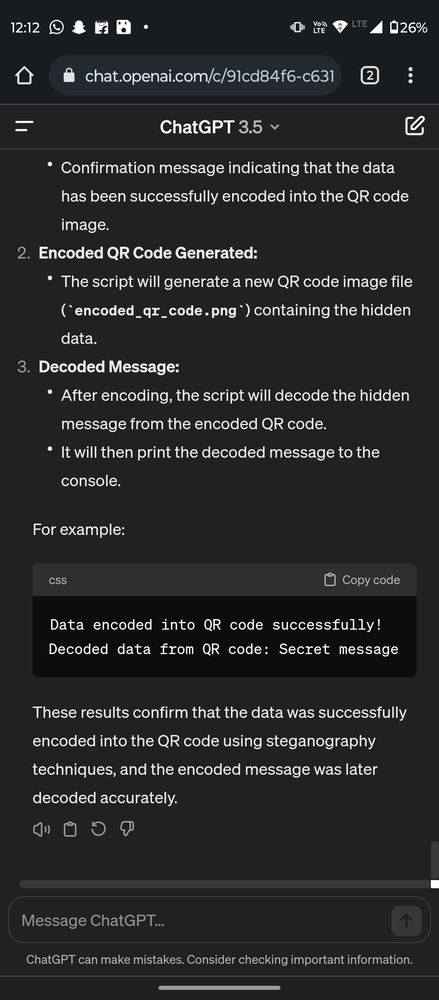 12:12 Vo LTE LTE 26%
chat.openai.com/c/91cd84f6-c631 2
ChatGPT 3.5
• Confirmation message indicating that the data
has been successfully encoded into the QR code
image.
2. Encoded QR Code Generated:
• The script will generate a new QR code image file
(`encoded_qr_code.png`) containing the hidden
data.
3. Decoded Message:
• After encoding, the script will decode the hidden
message from the encoded QR code.
• It will then print the decoded message to the
console.
For example:
css Copy code
Data encoded into QR code successfully!
Decoded data from QR code: Secret message
These results confirm that the data was successfully
encoded into the QR code using steganography
techniques, and the encoded message was later
decoded accurately.
Message ChatGPT...
ChatGPT can make mistakes. Consider checking important information.